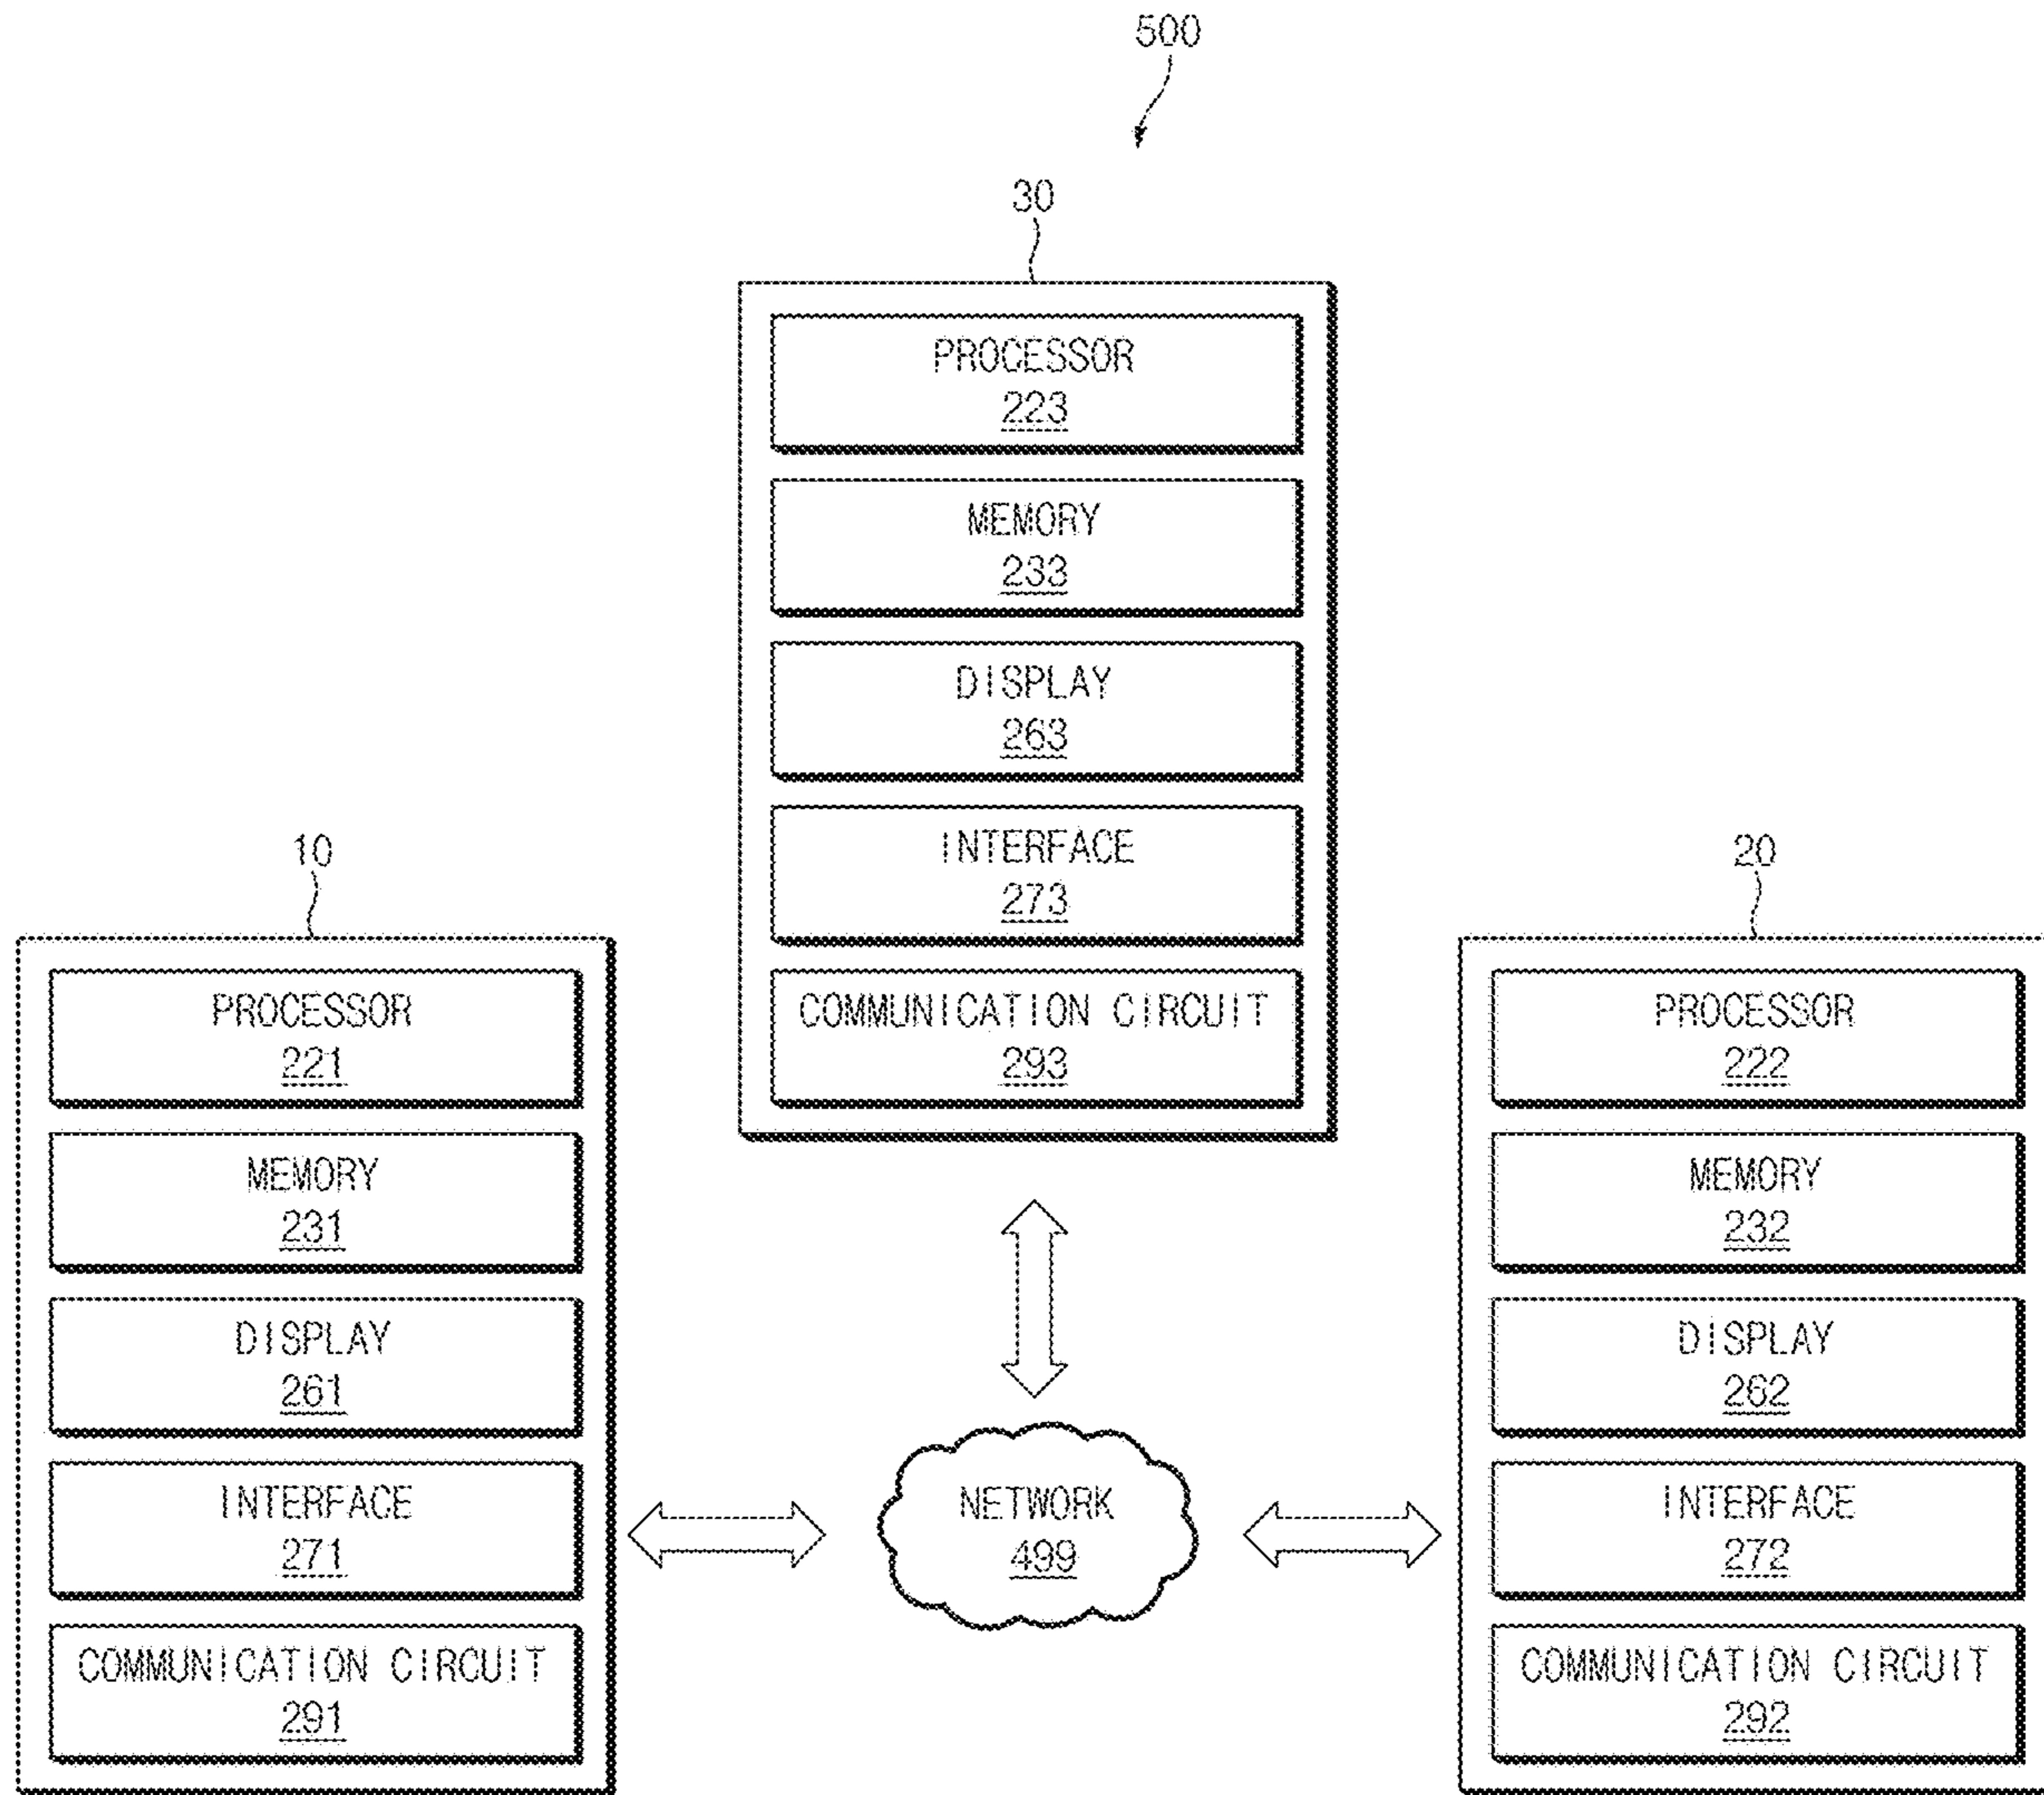 500
30
PROCESSOR
223
MEMORY
233
DISPLAY
263
INTERFACE
273
COMMUNICATION CIRCUIT
293
10
PROCESSOR
221
MEMORY
231
DISPLAY
261
INTERFACE
271
COMMUNICATION CIRCUIT
291
NETWORK
499
20
PROCESSOR
222
MEMORY
232
DISPLAY
262
INTERFACE
272
COMMUNICATION CIRCUIT
292